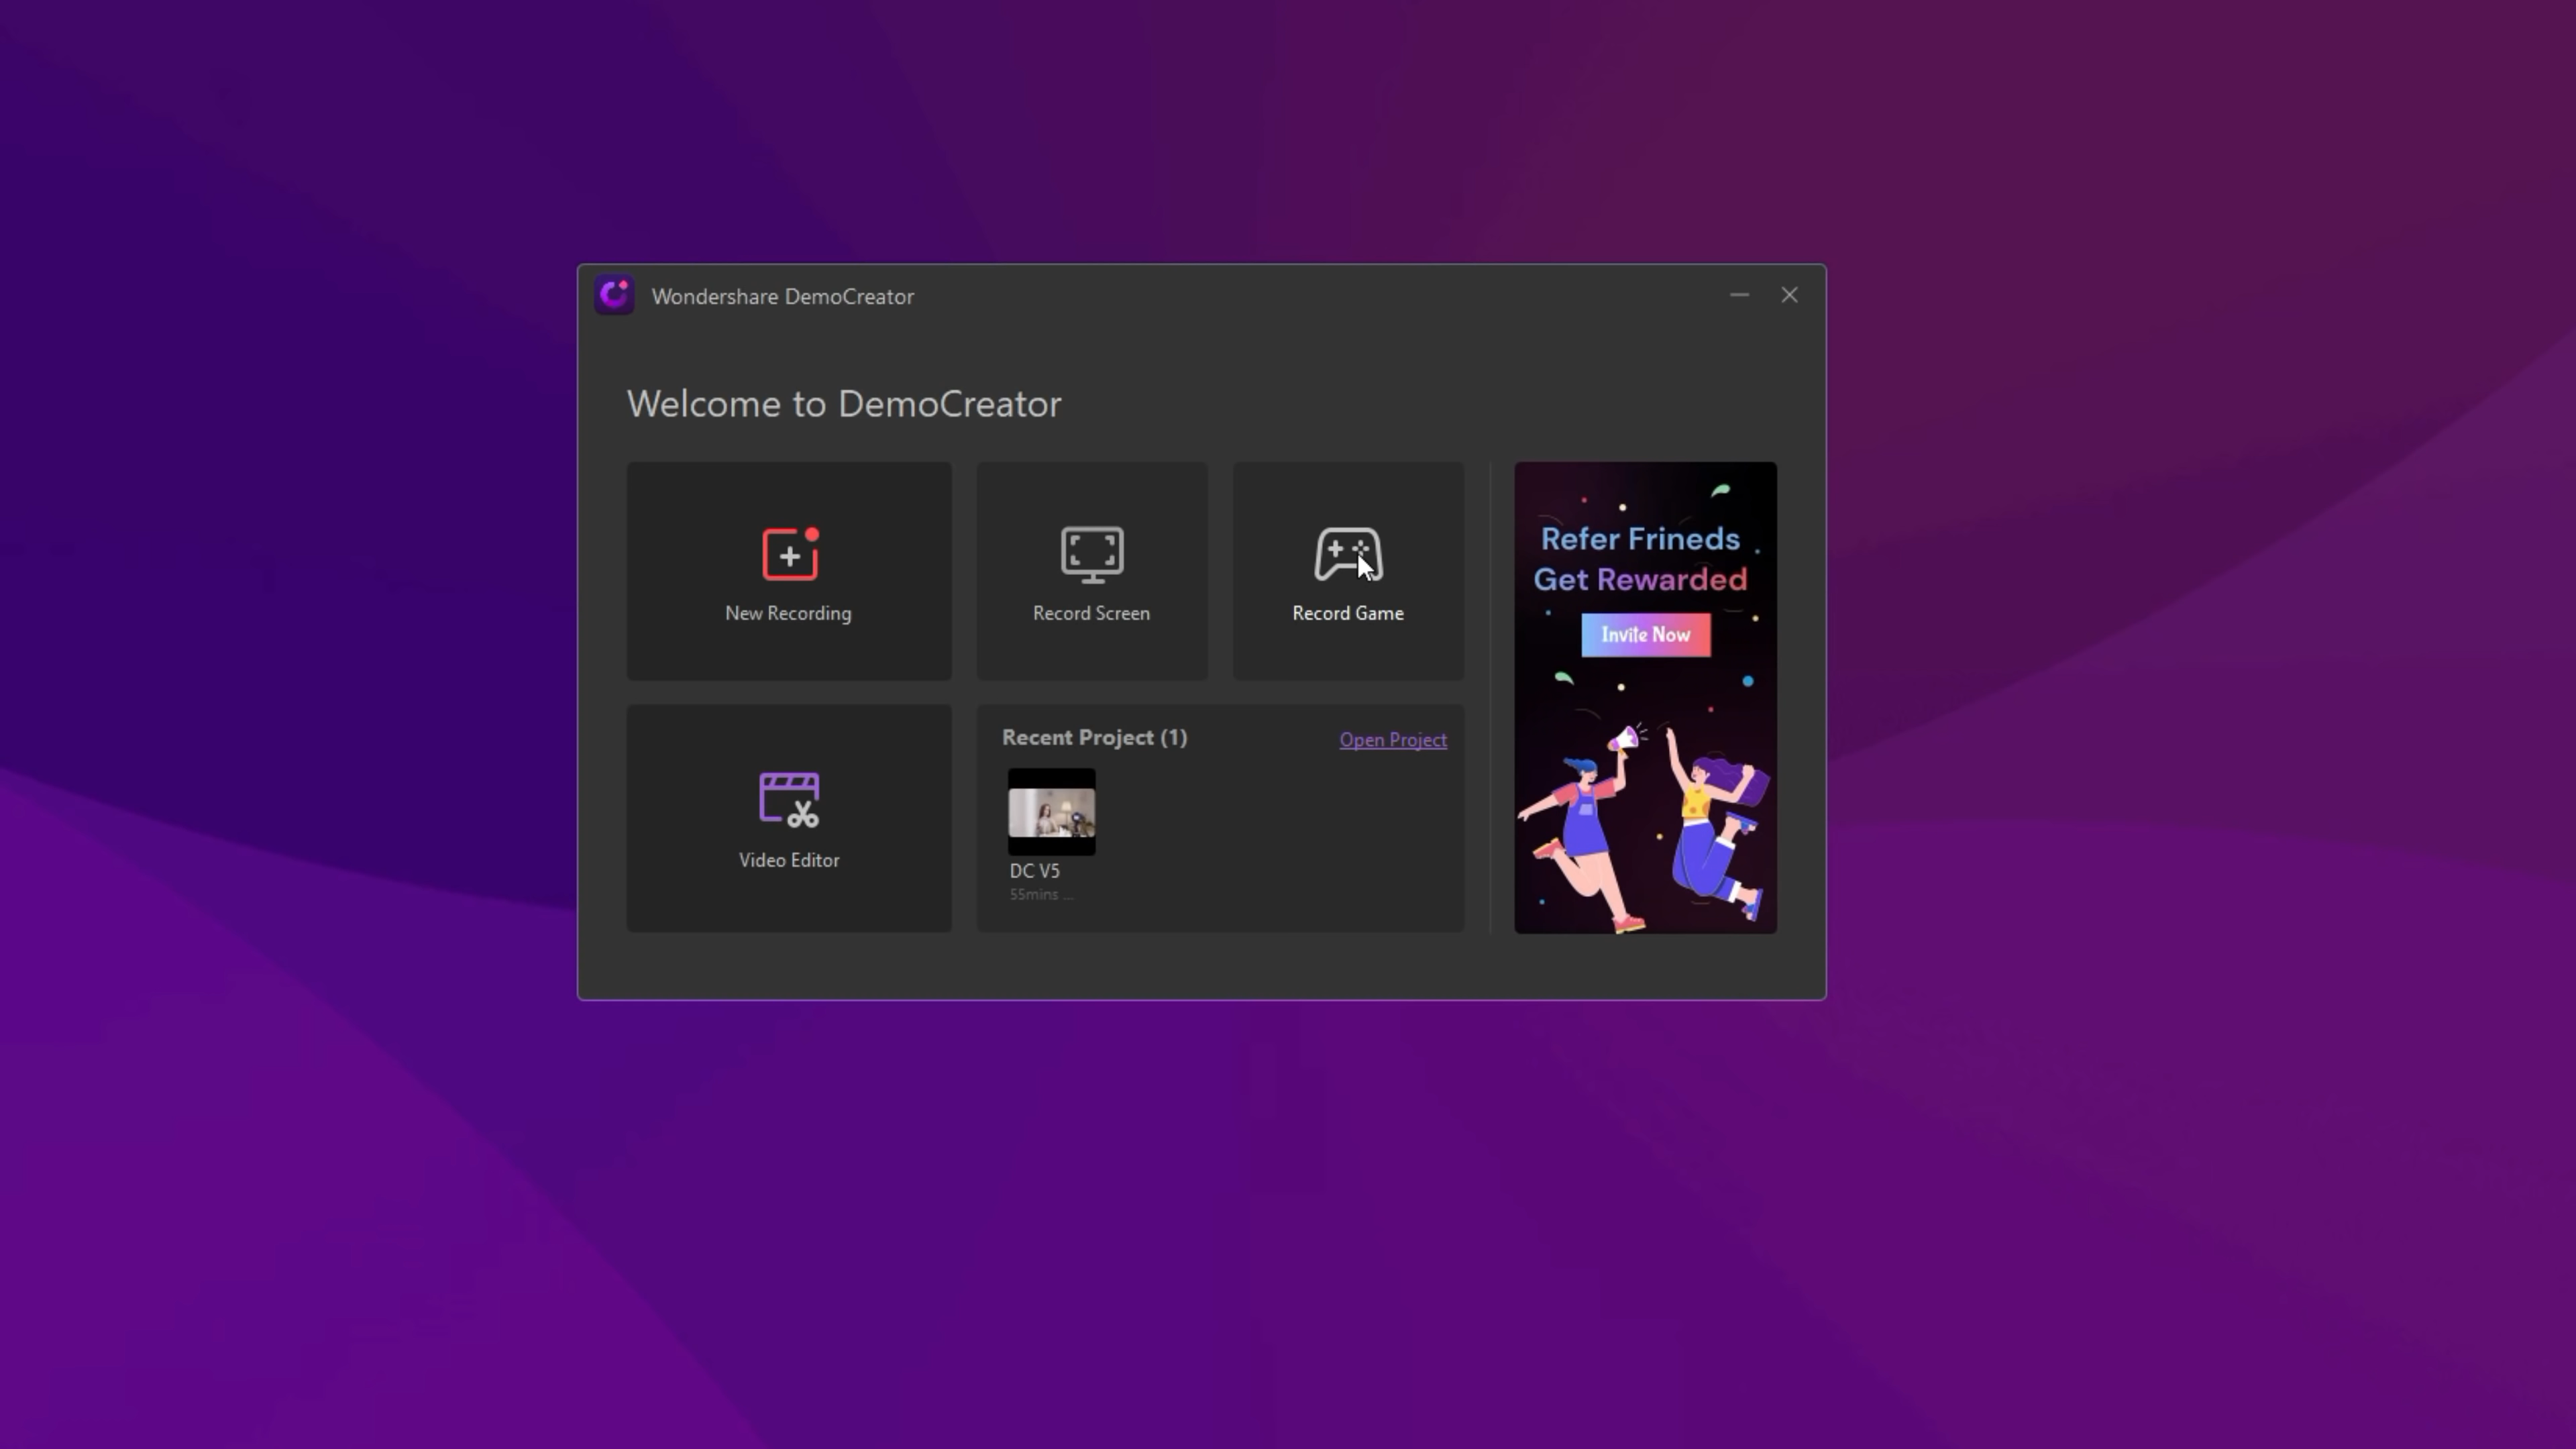 Wondershare DemoCreator
Welcome to DemoCreator
New Recording
Record Screen
Record Game
Video Editor
Recent Project (1)
Open Project
DC V5
55mins ...
Refer Frineds
Get Rewarded
Invite Now